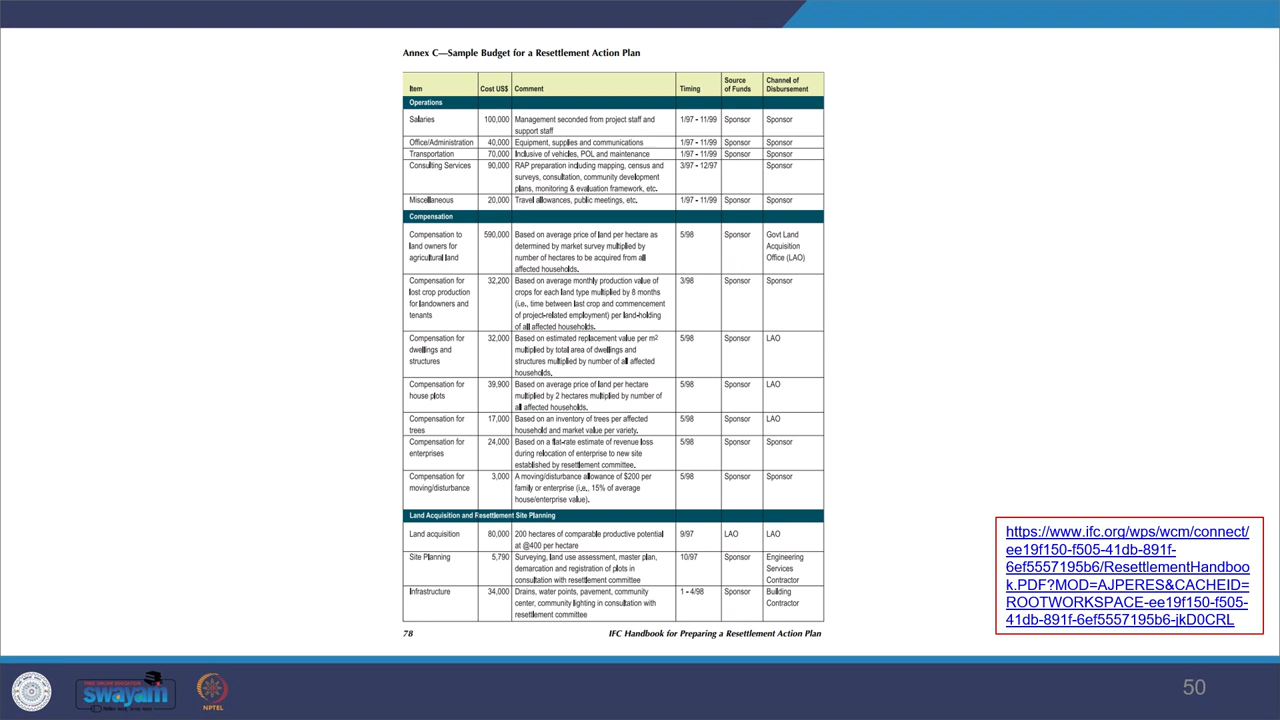 Annex C—Sample Budget for a Resettlement Action Plan
Item Cost US$ Comment Timing Source of Funds Channel of Disbursement
Operations
Salaries 100,000 Management seconded from project staff and support staff 1/97 - 11/99 Sponsor Sponsor
Office/Administration 40,000 Equipment, supplies and communications 1/97 - 11/99 Sponsor Sponsor
Transportation 70,000 Inclusive of vehicles, POL and maintenance 1/97 - 11/99 Sponsor Sponsor
Consulting Services 90,000 RAP preparation including mapping, census and surveys, consultation, community development plans, monitoring & evaluation framework, etc. 3/97 - 12/97 Sponsor
Miscellaneous 20,000 Travel allowances, public meetings, etc. 1/97 - 11/99 Sponsor Sponsor
Compensation
Compensation to land owners for agricultural land 590,000 Based on average price of land per hectare as determined by market survey multiplied by number of hectares to be acquired from all affected households. 5/98 Sponsor Govt Land Acquisition Office (LAO)
Compensation for lost crop production for landowners and tenants 32,200 Based on average monthly production value of crops for each land type multiplied by 8 months (i.e., time between last crop and commencement of project-related employment) per land-holding of all affected households. 3/98 Sponsor Sponsor
Compensation for dwellings and structures 32,000 Based on estimated replacement value per m2 multiplied by total area of dwellings and structures multiplied by number of all affected households. 5/98 Sponsor LAO
Compensation for house plots 39,900 Based on average price of land per hectare multiplied by 2 hectares multiplied by number of all affected households. 5/98 Sponsor LAO
Compensation for trees 17,000 Based on an inventory of trees per affected household and market value per variety. 5/98 Sponsor LAO
Compensation for enterprises 24,000 Based on a flat-rate estimate of revenue loss during relocation of enterprise to new site established by resettlement committee. 5/98 Sponsor Sponsor
Compensation for moving/disturbance 3,000 A moving/disturbance allowance of $200 per family or enterprise (i.e., 15% of average house/enterprise value). 5/98 Sponsor Sponsor
Land Acquisition and Resettlement Site Planning
Land acquisition 80,000 200 hectares of comparable productive potential at @400 per hectare 9/97 LAO LAO
Site Planning 5,790 Surveying, land use assessment, master plan, demarcation and registration of plots in consultation with resettlement committee 10/97 Sponsor Engineering Services Contractor
Infrastructure 34,000 Drains, water points, pavement, community center, community lighting in consultation with resettlement committee 1 - 4/98 Sponsor Building Contractor
78 IFC Handbook for Preparing a Resettlement Action Plan
https://www.ifc.org/wps/wcm/connect/
ee19f150-f505-41db-891f-
6ef5557195b6/ResettlementHandboo
k.PDF?MOD=AJPERES&CACHEID=
ROOTWORKSPACE-ee19f150-f505-
41db-891f-6ef5557195b6-jkD0CRL
swayam
NPTEL
50